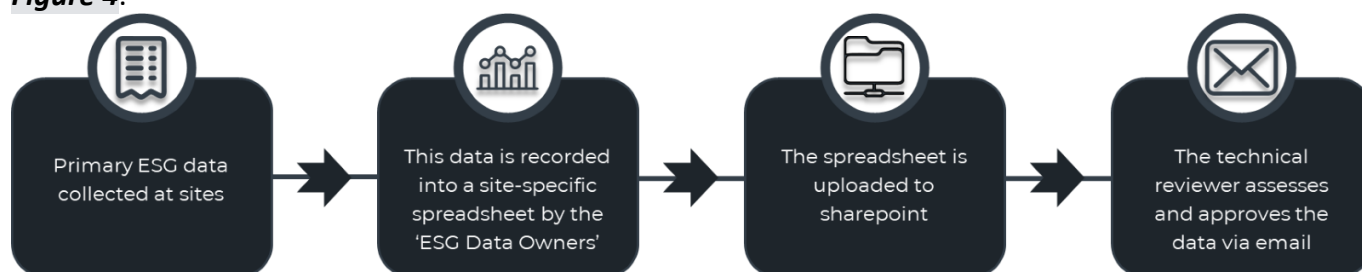 Figure 4:
Primary ESG data
collected at sites
This data is recorded
into a site-specific
spreadsheet by the
‘ESG Data Owners’
The spreadsheet is
uploaded to
sharepoint
The technical
reviewer assesses
and approves the
data via email